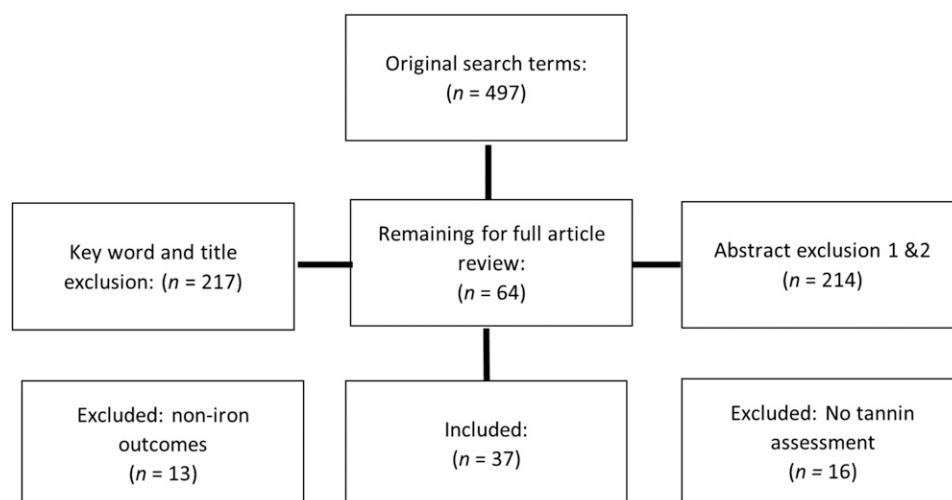 Original search terms:
(n = 497)
Key word and title
exclusion: (n = 217)
Remaining for full article
review:
(n = 64)
Abstract exclusion 1 &2
(n = 214)
Excluded: non-iron
outcomes
(n = 13)
Included:
(n = 37)
Excluded: No tannin
assessment
(n = 16)